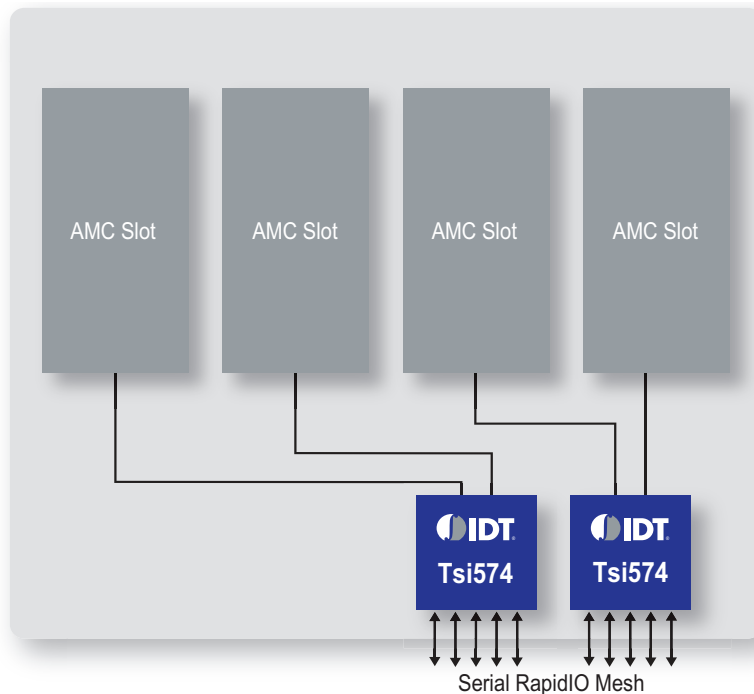 AMC Slot
AMC Slot
AMC Slot
AMC Slot
IDT
Tsi574
IDT
Tsi574
Serial RapidIO Mesh